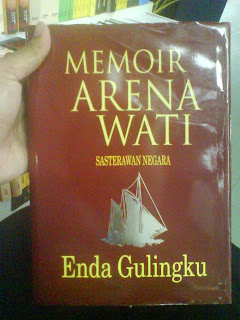 MEMOIR
ARENA
WATI
SASTERAWAN NEGARA
Enda Gulingku